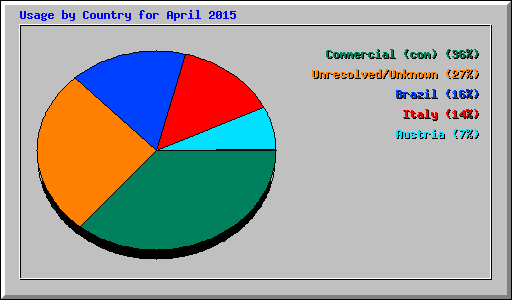 Usage by Country for April 2015
Commercial (com) (36%)
Unresolved/Unknown (27%)
Brazil (16%)
Italy (14%)
Austria (7%)